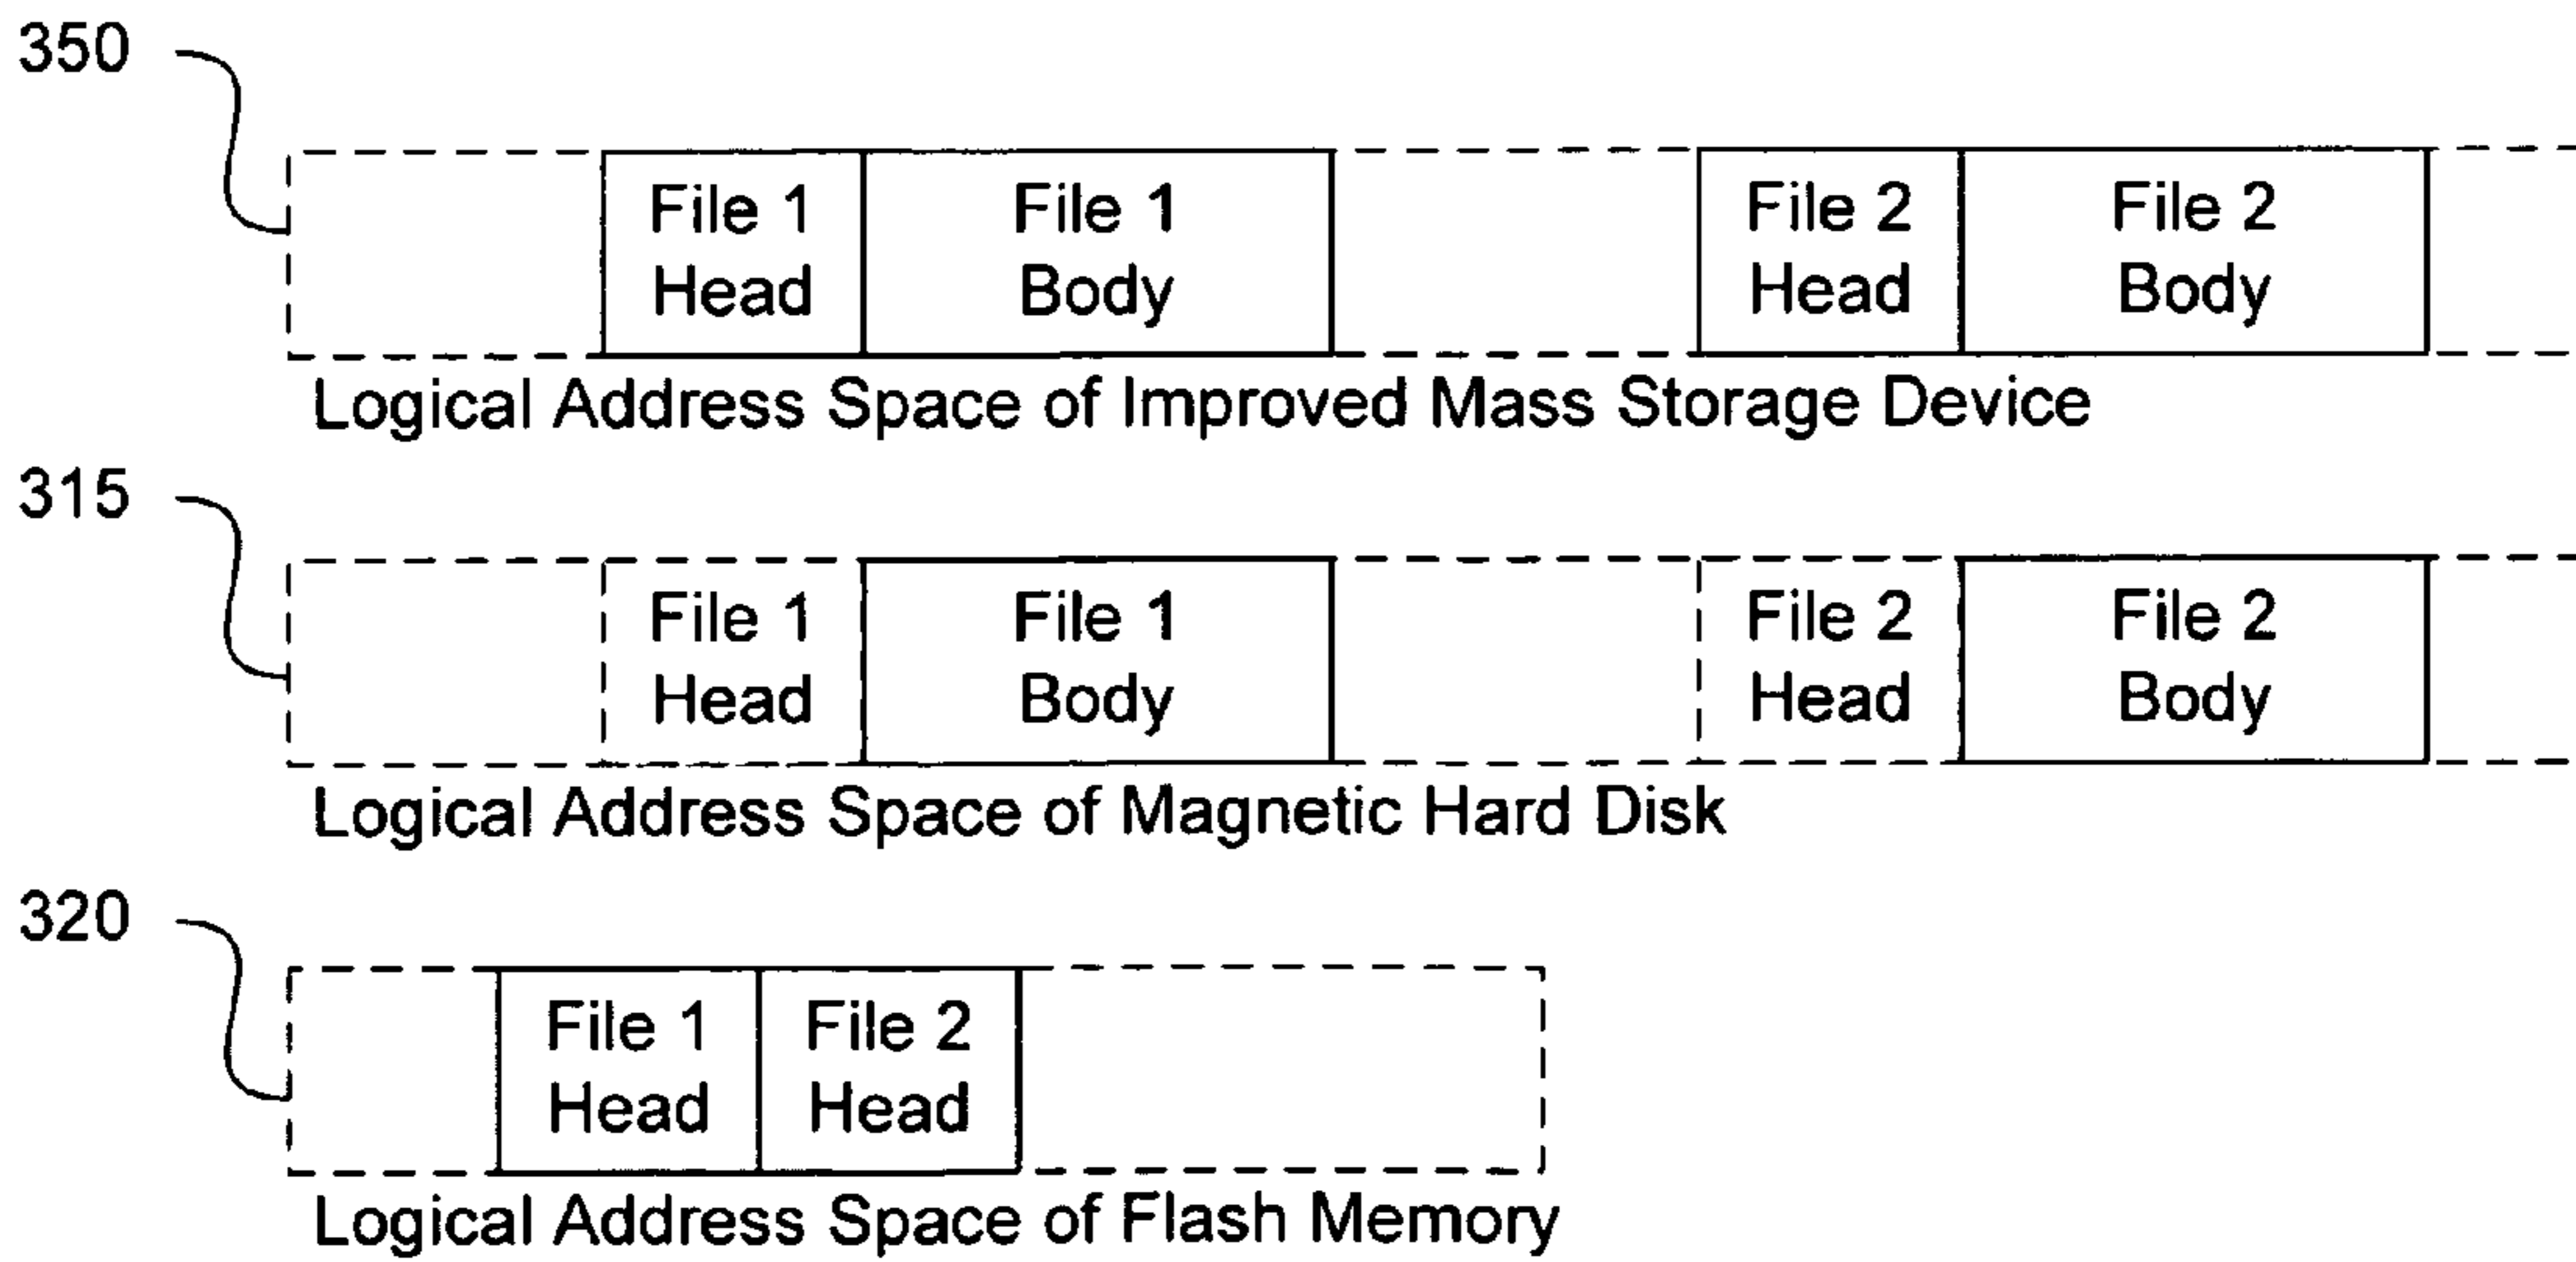 350
File 1
Head
File 1
Body
File 2
Head
File 2
Body
Logical Address Space of Improved Mass Storage Device
315
File 1
Head
File 1
Body
File 2
Head
File 2
Body
Logical Address Space of Magnetic Hard Disk
320
File 1
Head
File 2
Head
Logical Address Space of Flash Memory